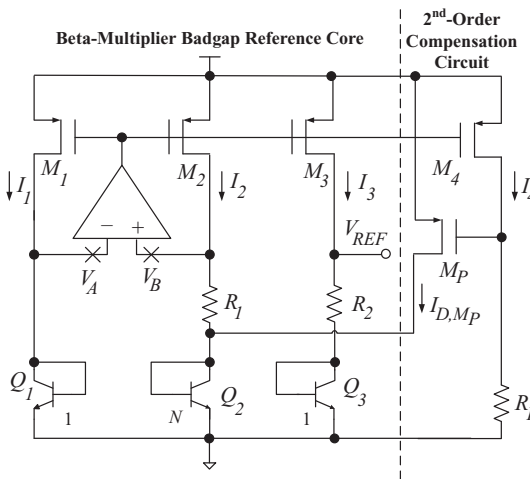 Beta-Multiplier Badgap Reference Core
2nd-Order
Compensation
Circuit
M1
M2
M3
M4
I1
I2
I3
− +
VREF
VA
VB
MP
R1
R2
ID,MP
Q1
Q2
Q3
1
N
1